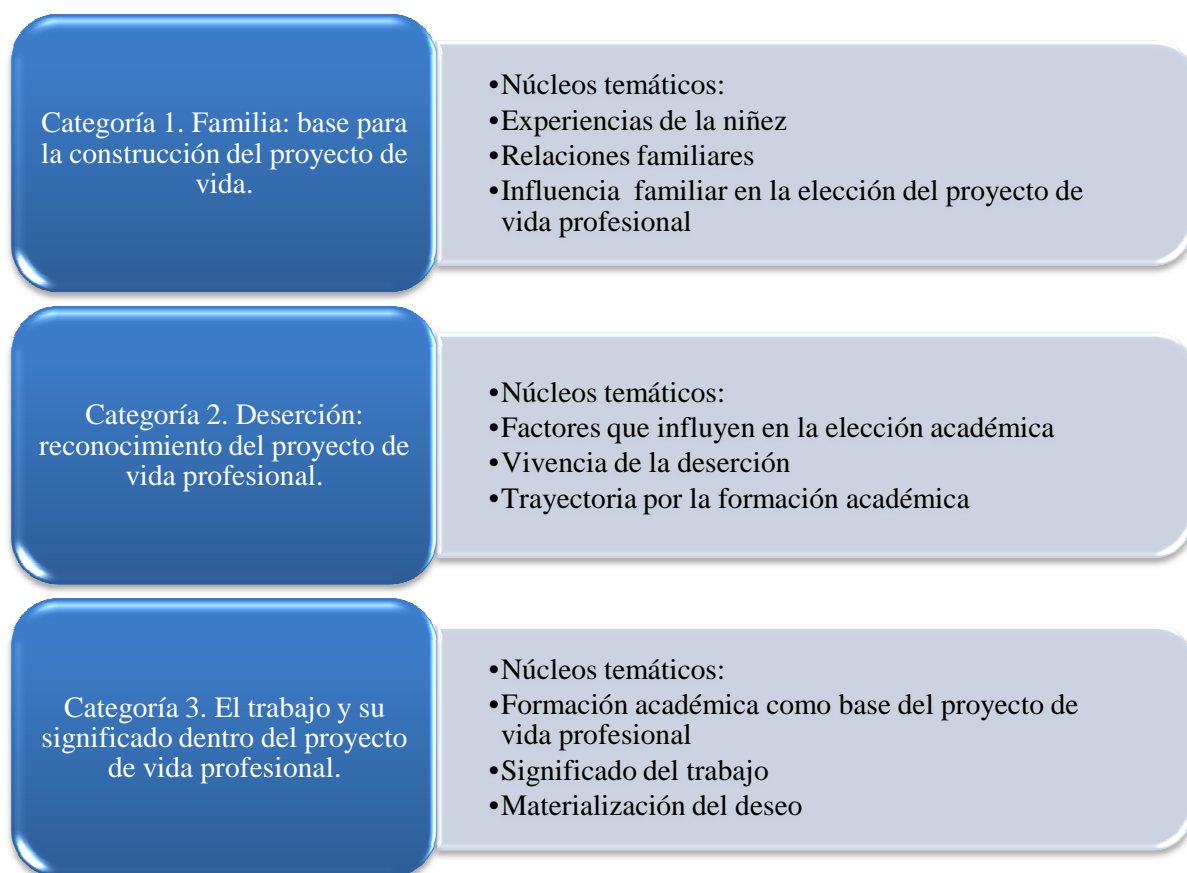 Categoría 1. Familia: base para
la construcción del proyecto de
vida.
•Núcleos temáticos:
•Experiencias de la niñez
•Relaciones familiares
•Influencia  familiar en la elección del proyecto de
vida profesional
Categoría 2. Deserción:
reconocimiento del proyecto de
vida profesional.
•Núcleos temáticos:
•Factores que influyen en la elección académica
•Vivencia de la deserción
•Trayectoria por la formación académica
Categoría 3. El trabajo y su
significado dentro del proyecto
de vida profesional.
•Núcleos temáticos:
•Formación académica como base del proyecto de
vida profesional
•Significado del trabajo
•Materialización del deseo